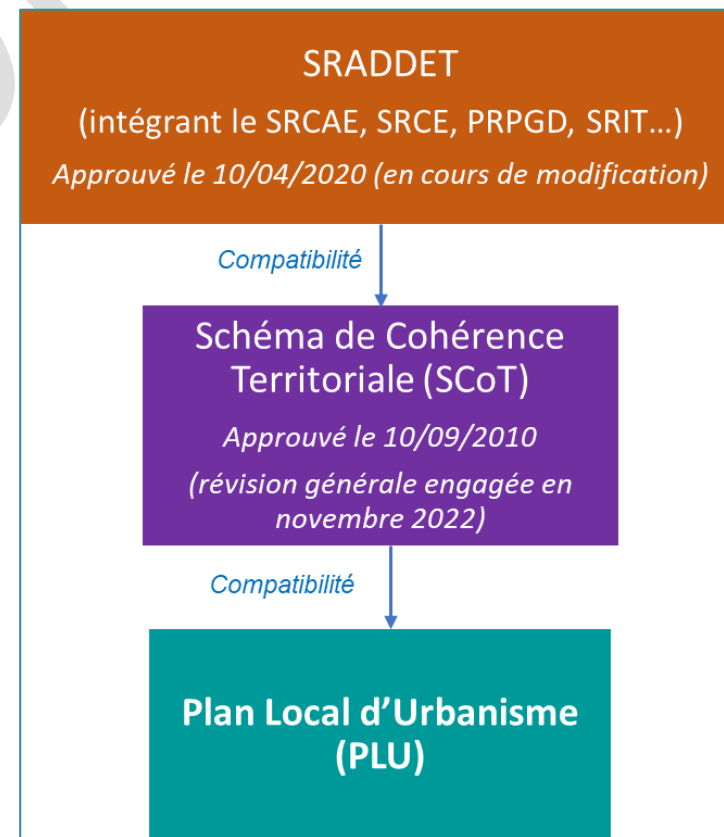 SRADDET
(intégrant le SRCAE, SRCE, PRPGD, SRIT…)
Approuvé le 10/04/2020 (en cours de modification)
Compatibilité
Schéma de Cohérence
Territoriale (SCoT)
Approuvé le 10/09/2010
(révision générale engagée en
novembre 2022)
Compatibilité
Plan Local d’Urbanisme
(PLU)